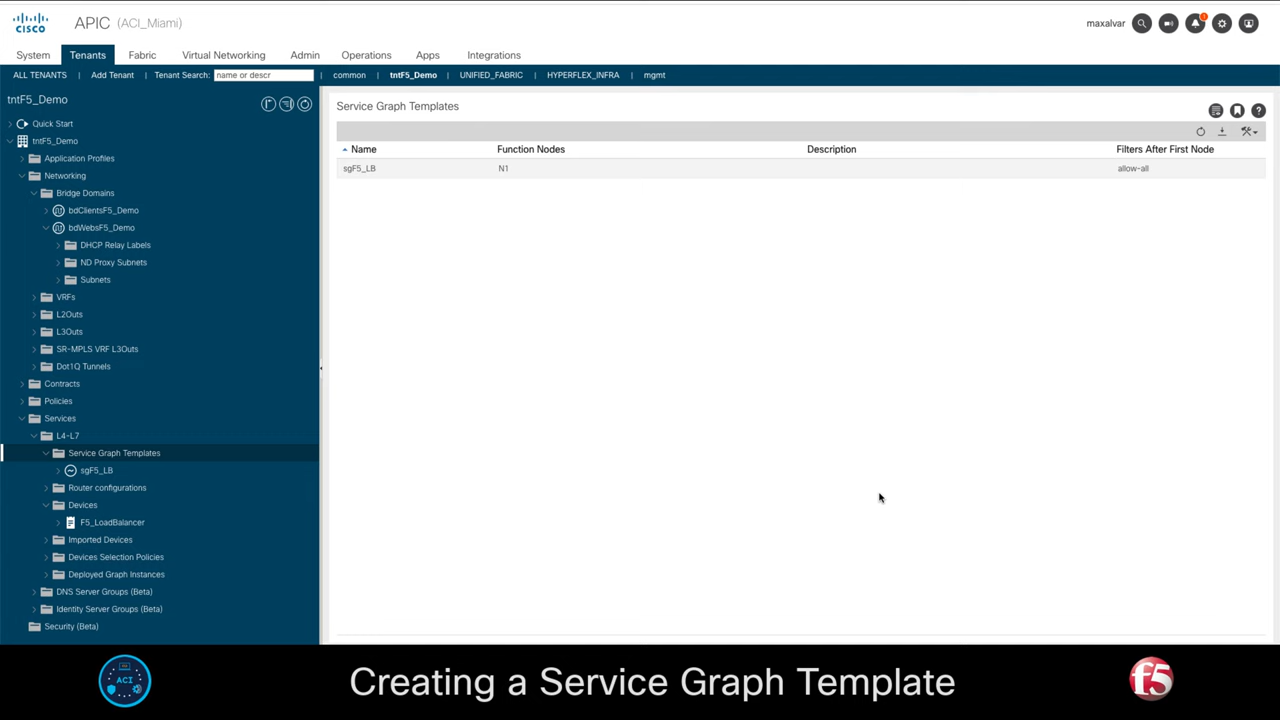 CISCO
APIC (ACI_Miami)
maxalvar
System Tenants Fabric Virtual Networking Admin Operations Apps Integrations
ALL TENANTS Add Tenant Tenant Search: name or descr common tntF5_Demo UNIFIED_FABRIC HYPERFLEX_INFRA mgmt
tntF5_Demo
Quick Start
tntF5_Demo
Application Profiles
Networking
Bridge Domains
bdClientsF5_Demo
bdWebsF5_Demo
DHCP Relay Labels
ND Proxy Subnets
Subnets
VRFs
L2Outs
L3Outs
SR-MPLS VRF L3Outs
Dot1Q Tunnels
Contracts
Policies
Services
L4-L7
Service Graph Templates
sgF5_LB
Router configurations
Devices
F5_LoadBalancer
Imported Devices
Devices Selection Policies
Deployed Graph Instances
DNS Server Groups (Beta)
Identity Server Groups (Beta)
Security (Beta)
Service Graph Templates
Name Function Nodes Description Filters After First Node
sgF5_LB N1 allow-all
ACI
Creating a Service Graph Template
f5